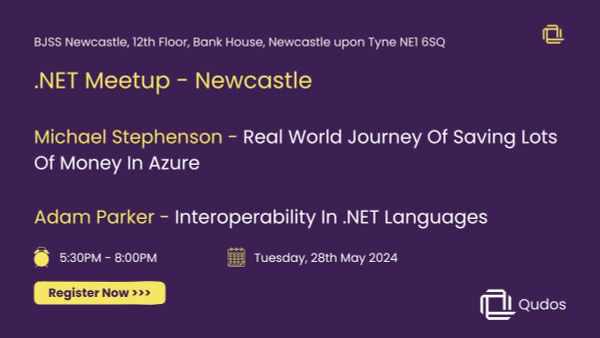 BJSS Newcastle, 12th Floor, Bank House, Newcastle upon Tyne NE1 6SQ
.NET Meetup - Newcastle
Michael Stephenson - Real World Journey Of Saving Lots
Of Money In Azure
Adam Parker - Interoperability In .NET Languages
5:30PM - 8:00PM
Tuesday, 28th May 2024
Register Now >>>
Qudos